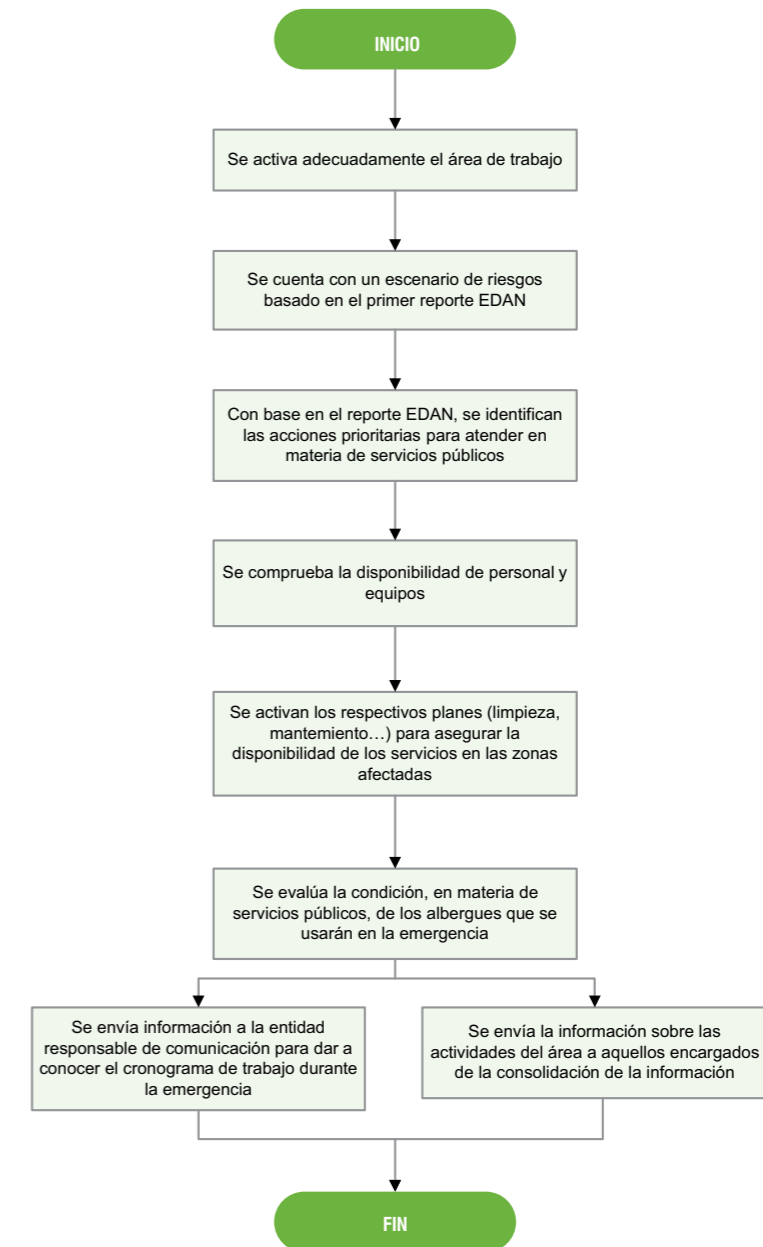 INICIO
Se activa adecuadamente el área de trabajo
Se cuenta con un escenario de riesgos
basado en el primer reporte EDAN
Con base en el reporte EDAN, se identifican
las acciones prioritarias para atender en
materia de servicios públicos
Se comprueba la disponibilidad de personal y
equipos
Se activan los respectivos planes (limpieza,
mantemiento…) para asegurar la
disponibilidad de los servicios en las zonas
afectadas
Se evalúa la condición, en materia de
servicios públicos, de los albergues que se
usarán en la emergencia
Se envía información a la entidad
responsable de comunicación para dar a
conocer el cronograma de trabajo durante
la emergencia
Se envía la información sobre las
actividades del área a aquellos encargados
de la consolidación de la información
FIN